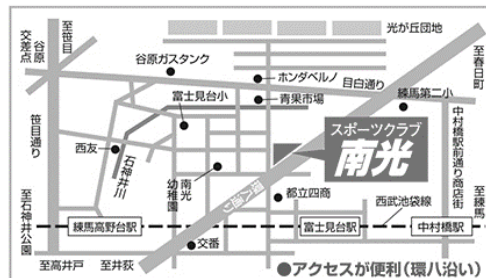 至笹目
谷原
交差点
光が丘団地
至春日町
谷原ガスタンク
ホンダベルノ
目白通り
富士見台小
青果市場
練馬第二小
笹目通り
西友
石神井川
南光
幼稚園
環八通り
スポーツクラブ
南光
中村橋駅前通り商店街
都立四商
至練馬
西武池袋線
至石神井公園
練馬高野台駅
富士見台駅
中村橋駅
交番
至高井戸
至井荻
●アクセスが便利（環八沿い）